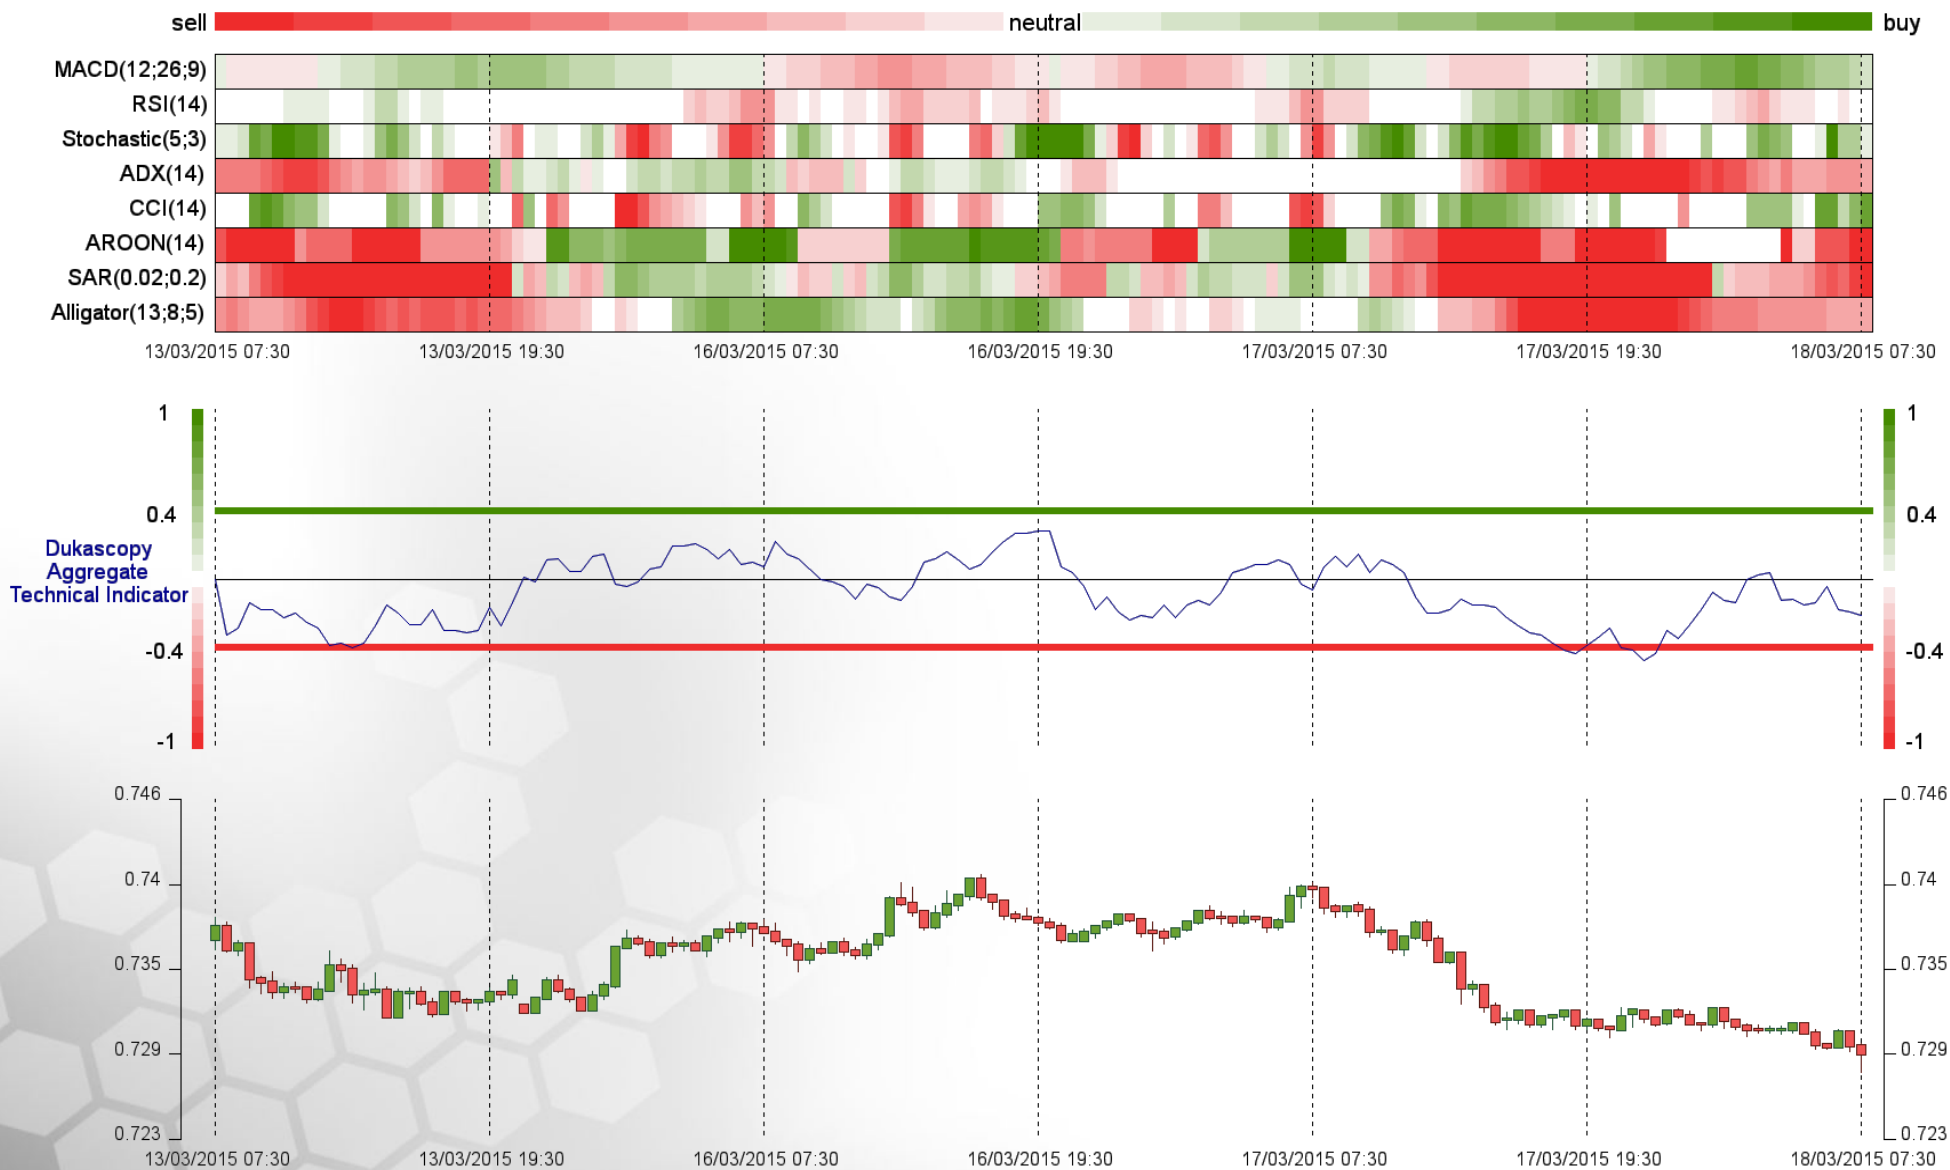 sell neutral buy
MACD(12;26;9)
RSI(14)
Stochastic(5;3)
ADX(14)
CCI(14)
AROON(14)
SAR(0.02;0.2)
Alligator(13;8;5)
13/03/2015 07:30 13/03/2015 19:30 16/03/2015 07:30 16/03/2015 19:30 17/03/2015 07:30 17/03/2015 19:30 18/03/2015 07:30
1 1
0.4 0.4
Dukascopy
Aggregate
Technical Indicator
-0.4 -0.4
-1 -1
0.746 0.746
0.74 0.74
0.735 0.735
0.729 0.729
0.723 0.723
13/03/2015 07:30 13/03/2015 19:30 16/03/2015 07:30 16/03/2015 19:30 17/03/2015 07:30 17/03/2015 19:30 18/03/2015 07:30